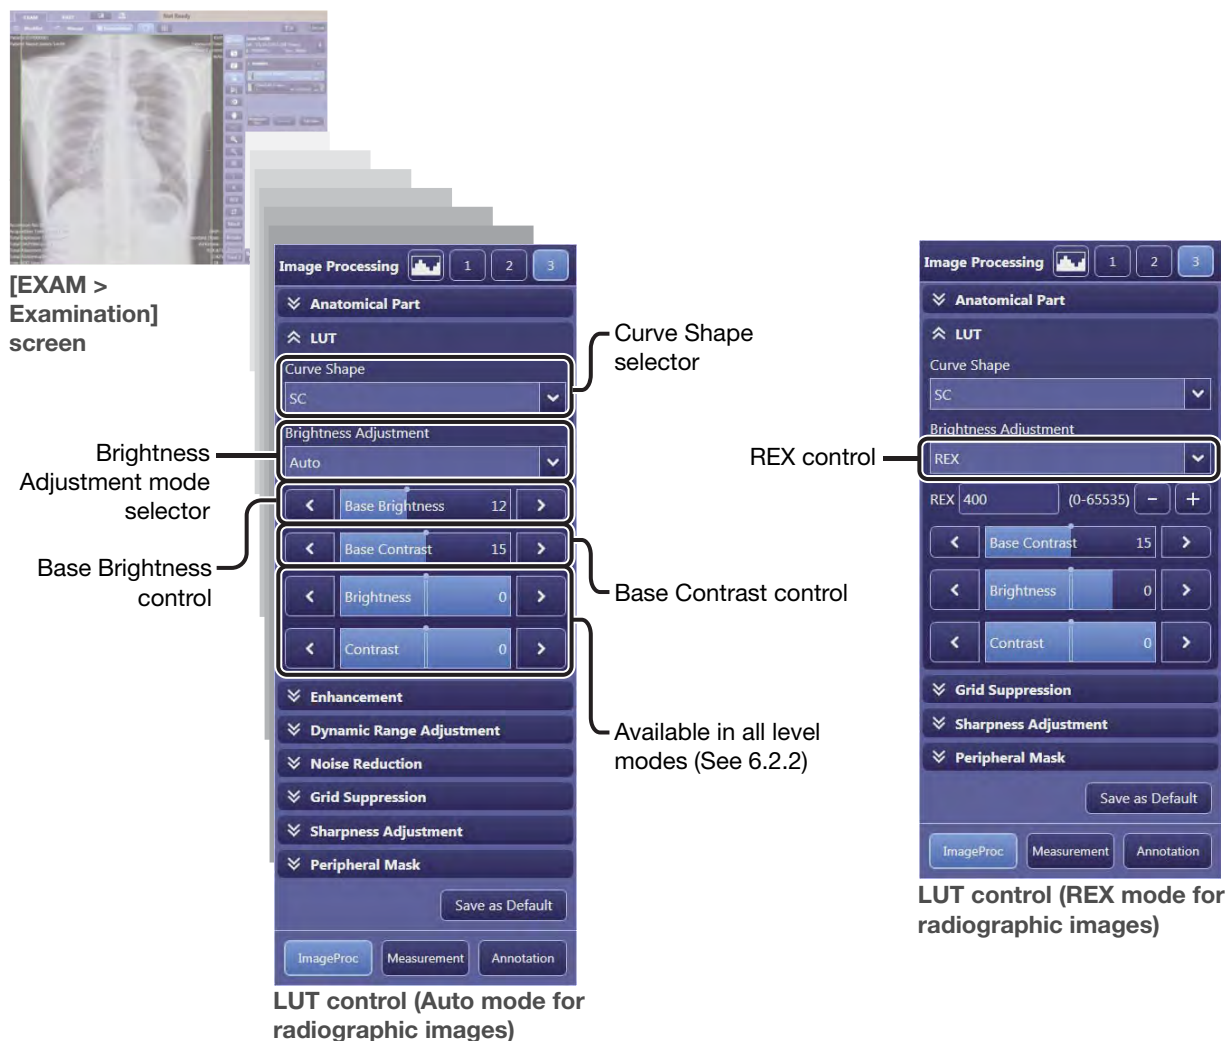 EXAM
Not Ready
[EXAM >
Examination]
screen
Image Processing 1 2 3
Anatomical Part
LUT
Curve Shape
SC
Brightness Adjustment
Auto
Base Brightness 12
Base Contrast 15
Brightness 0
Contrast 0
Enhancement
Dynamic Range Adjustment
Noise Reduction
Grid Suppression
Sharpness Adjustment
Peripheral Mask
Save as Default
ImageProc Measurement Annotation
LUT control (Auto mode for
radiographic images)
Brightness
Adjustment mode
selector
Base Brightness
control
Curve Shape
selector
Base Contrast control
Available in all level
modes (See 6.2.2)
REX control
Image Processing 1 2 3
Anatomical Part
LUT
Curve Shape
SC
Brightness Adjustment
REX
REX 400 (0-65535) - +
Base Contrast 15
Brightness 0
Contrast 0
Grid Suppression
Sharpness Adjustment
Peripheral Mask
Save as Default
ImageProc Measurement Annotation
LUT control (REX mode for
radiographic images)